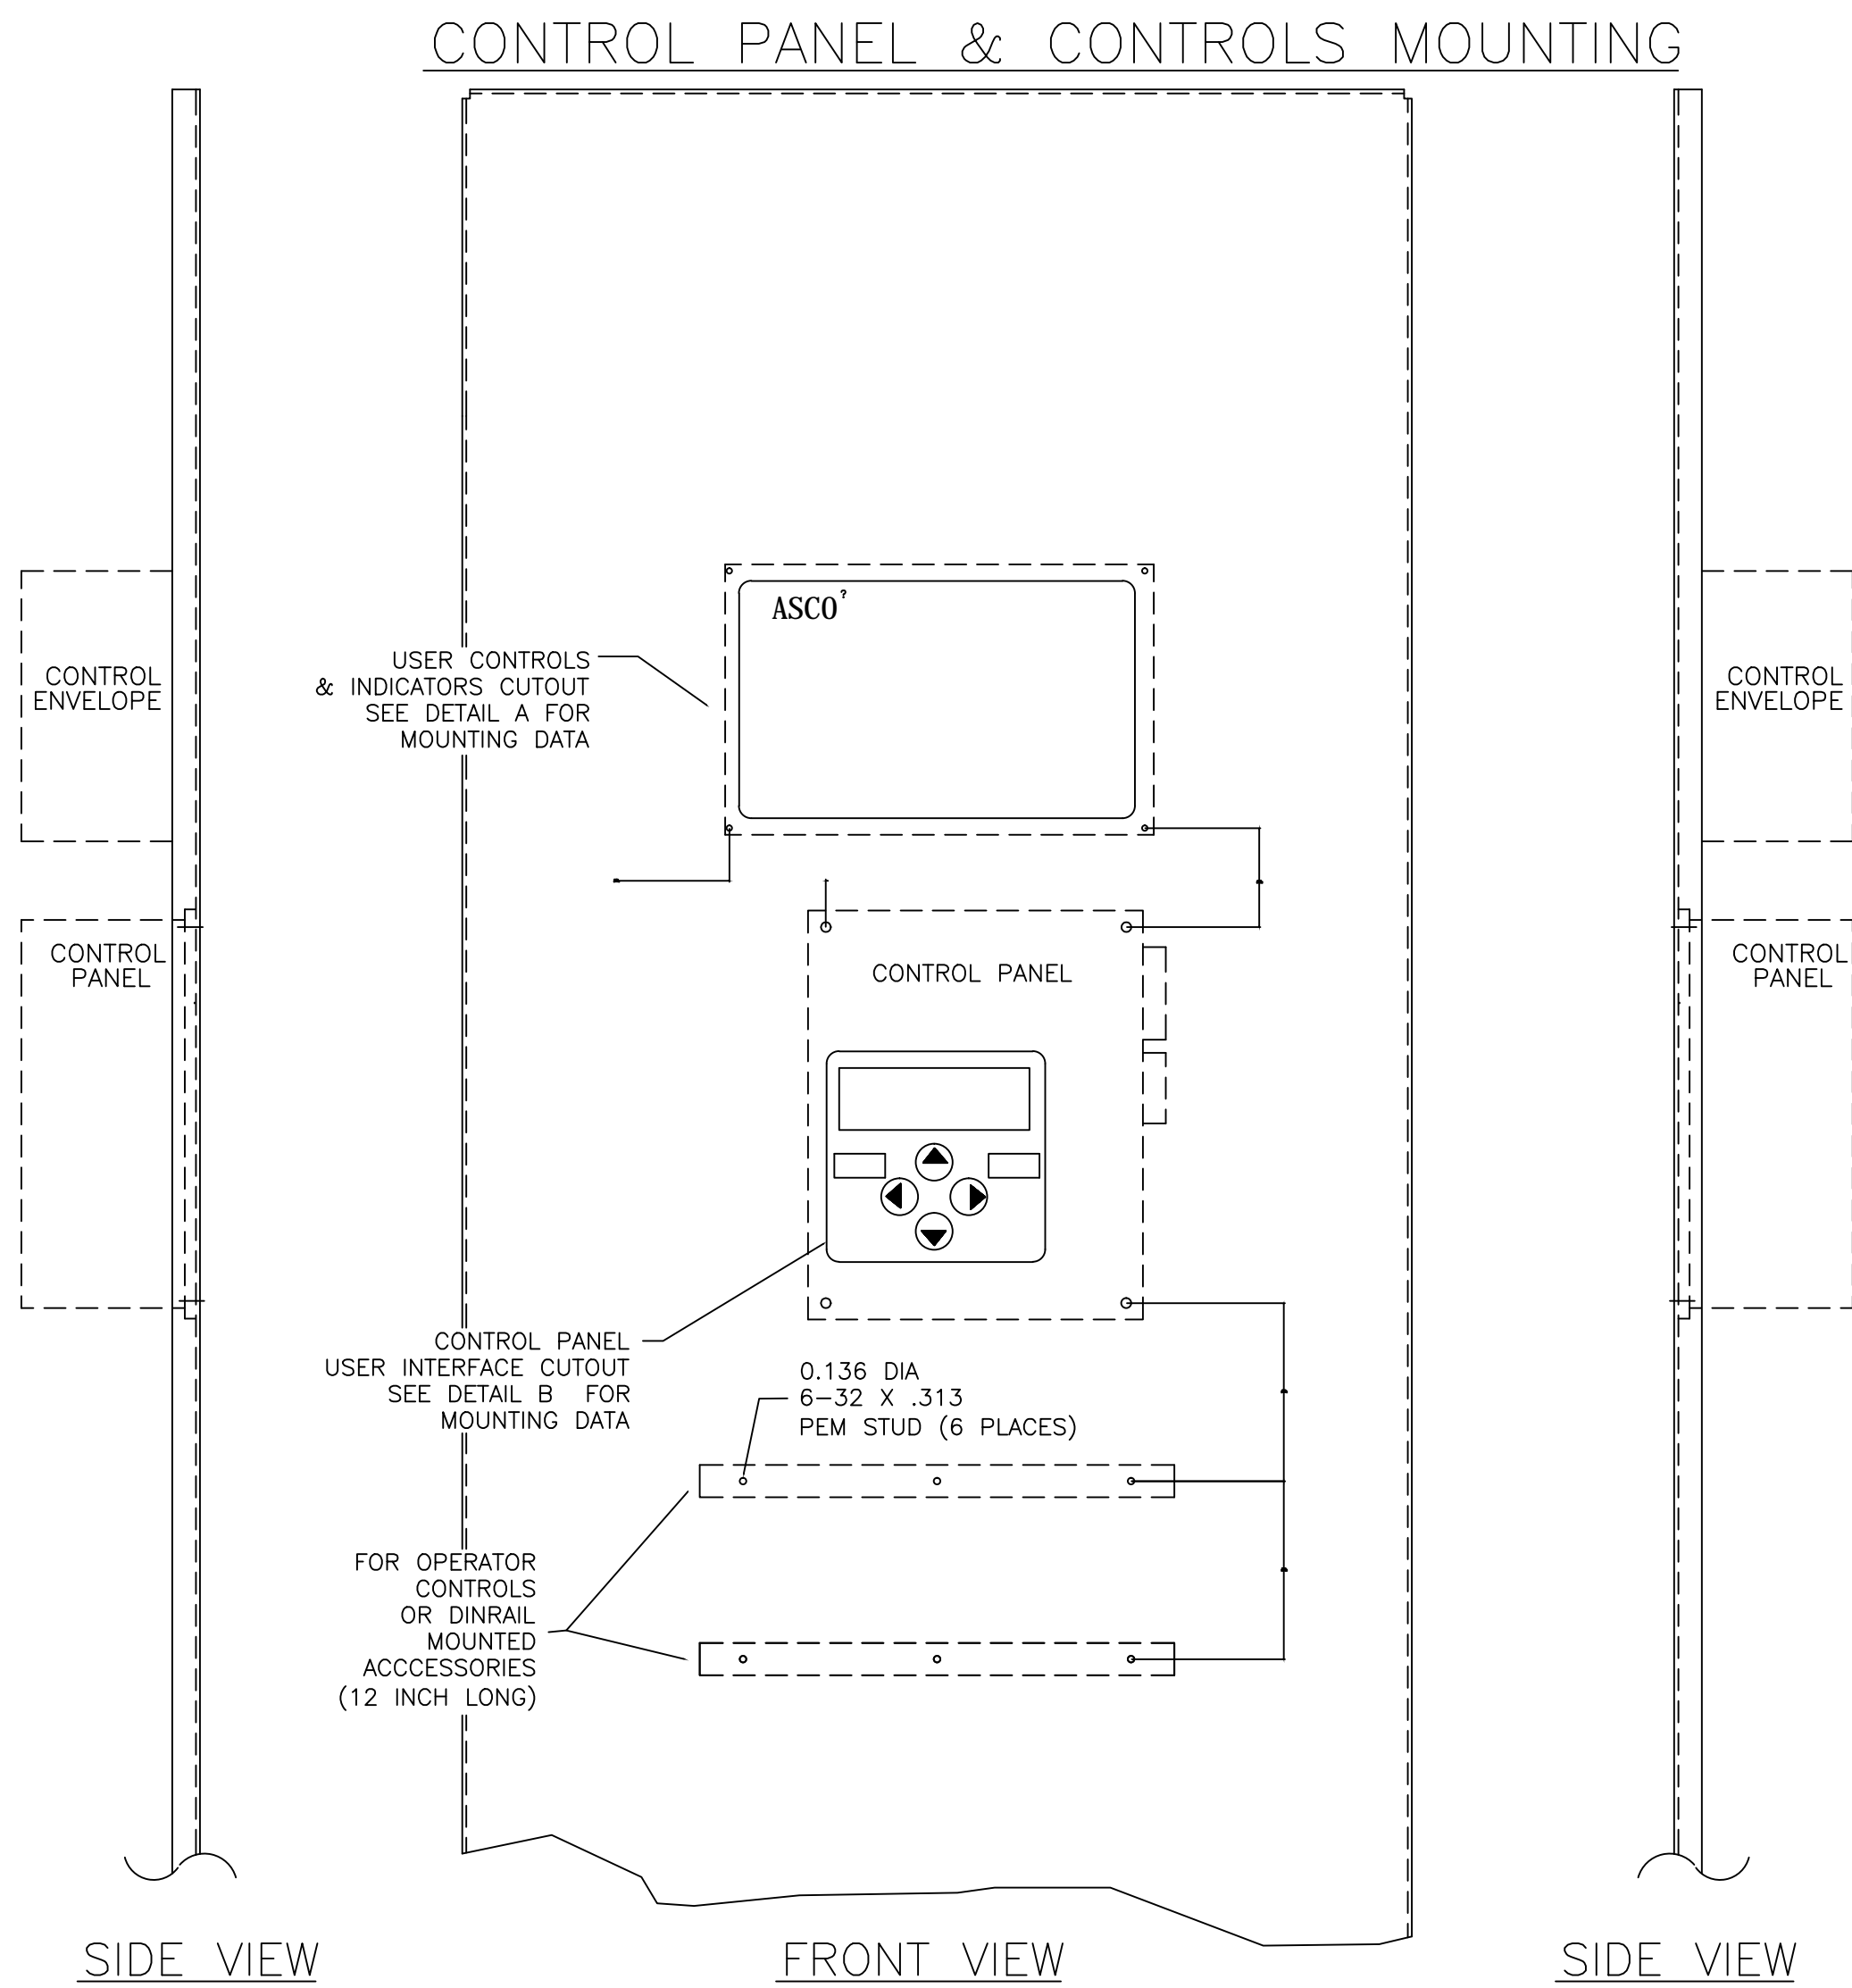 CONTROL PANEL & CONTROLS MOUNTING
ASCO?
USER CONTROLS
& INDICATORS CUTOUT
SEE DETAIL A FOR
MOUNTING DATA
CONTROL
ENVELOPE
CONTROL
ENVELOPE
CONTROL
PANEL
CONTROL PANEL
CONTROL
PANEL
CONTROL PANEL
USER INTERFACE CUTOUT
SEE DETAIL B FOR
MOUNTING DATA
0.136 DIA
6-32 X .313
PEM STUD (6 PLACES)
FOR OPERATOR
CONTROLS
OR DINRAIL
MOUNTED
ACCCESSORIES
(12 INCH LONG)
SIDE VIEW
FRONT VIEW
SIDE VIEW